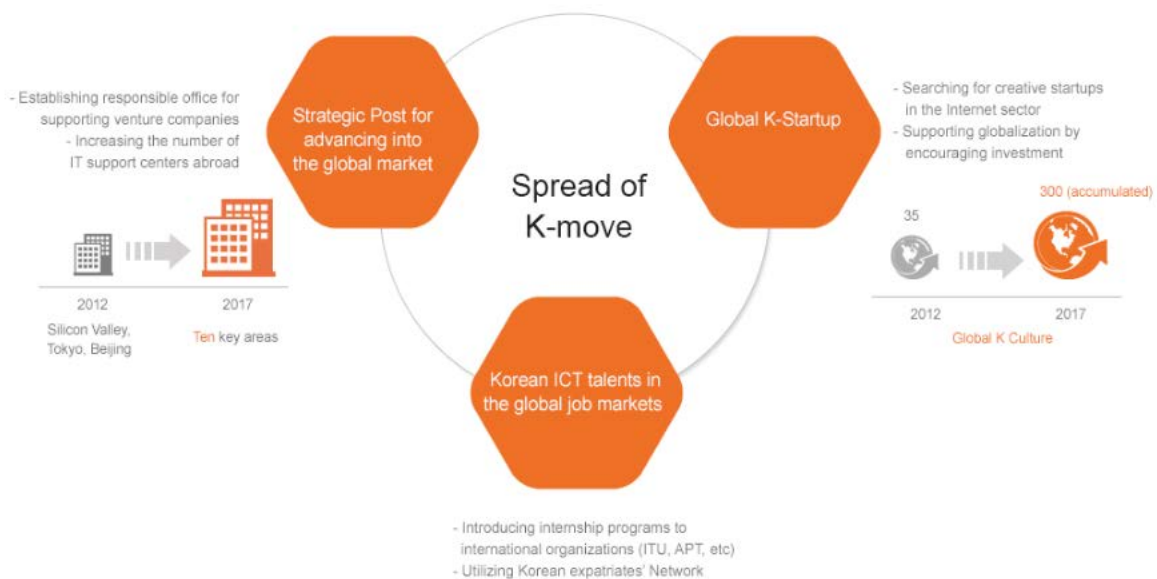 Spread of
K-move
Strategic Post for
advancing into
the global market
- Establishing responsible office for
supporting venture companies
- Increasing the number of
IT support centers abroad
2012
2017
Silicon Valley,
Tokyo, Beijing
Ten key areas
Global K-Startup
- Searching for creative startups
in the Internet sector
- Supporting globalization by
encouraging investment
35
300 (accumulated)
2012
2017
Global K Culture
Korean ICT talents in
the global job markets
- Introducing internship programs to
international organizations (ITU, APT, etc)
- Utilizing Korean expatriates' Network